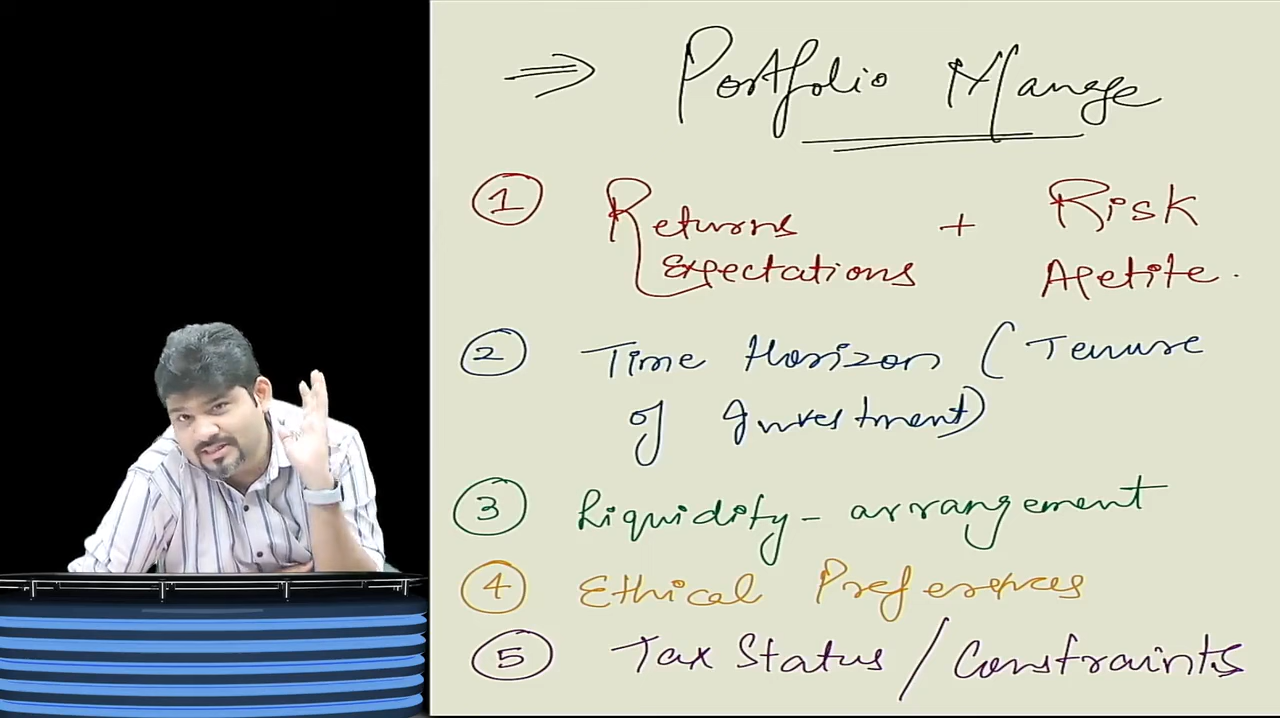 ⇒ Portfolio Manage
① Returns + Risk
Expectations Apetite.
② Time Horizon (Tenure
of Investment)
③ Liquidity - arrangement
④ Ethical Preferences
⑤ Tax Status / Constraints